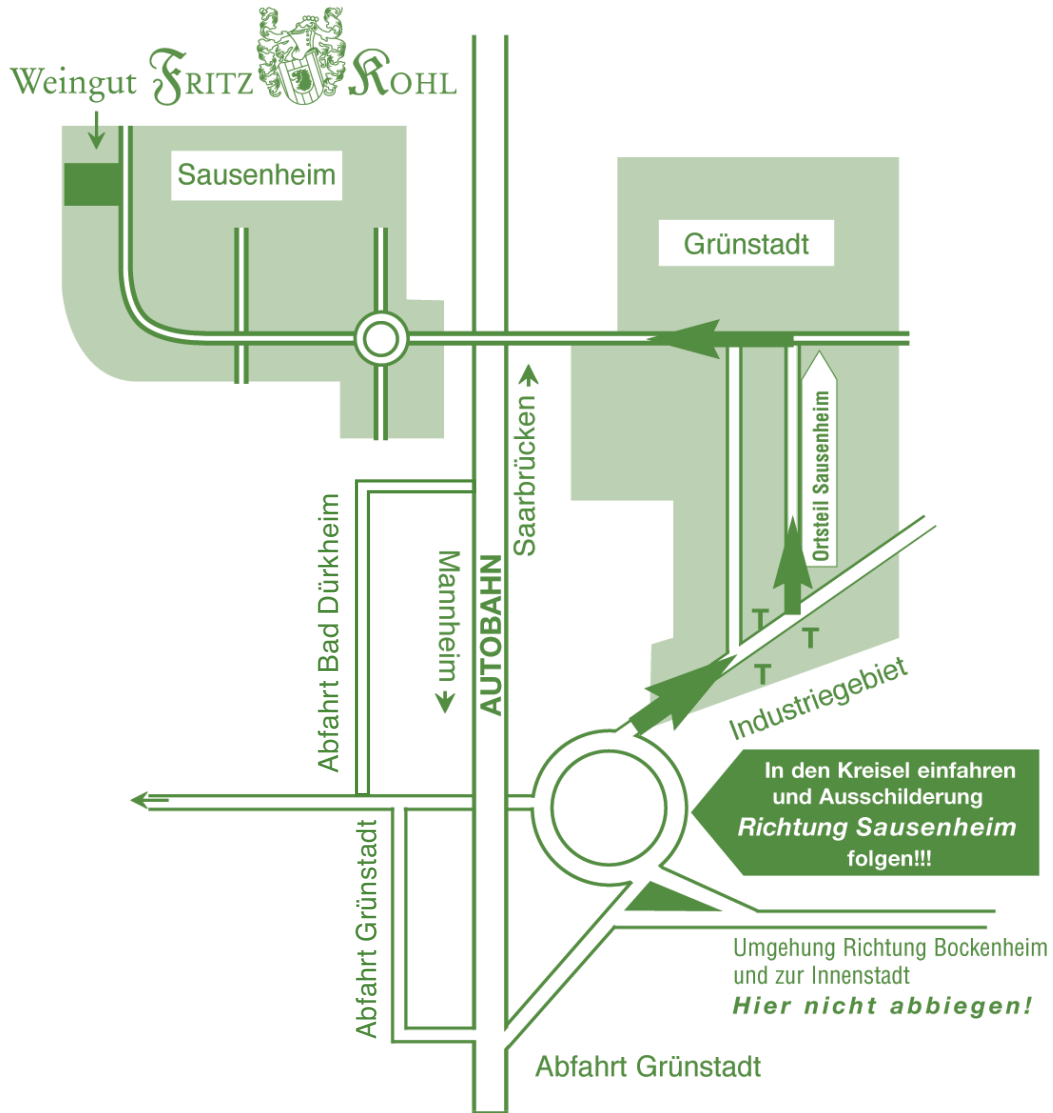 Weingut FRITZ KOHL
Sausenheim
Grünstadt
Saarbrücken
Ortsteil Sausenheim
Mannheim
AUTOBAHN
Abfahrt Bad Dürkheim
T
T
T
Industriegebiet
In den Kreisel einfahren
und Ausschilderung
Richtung Sausenheim
folgen!!!
Abfahrt Grünstadt
Umgehung Richtung Bockenheim
und zur Innenstadt
Hier nicht abbiegen!
Abfahrt Grünstadt